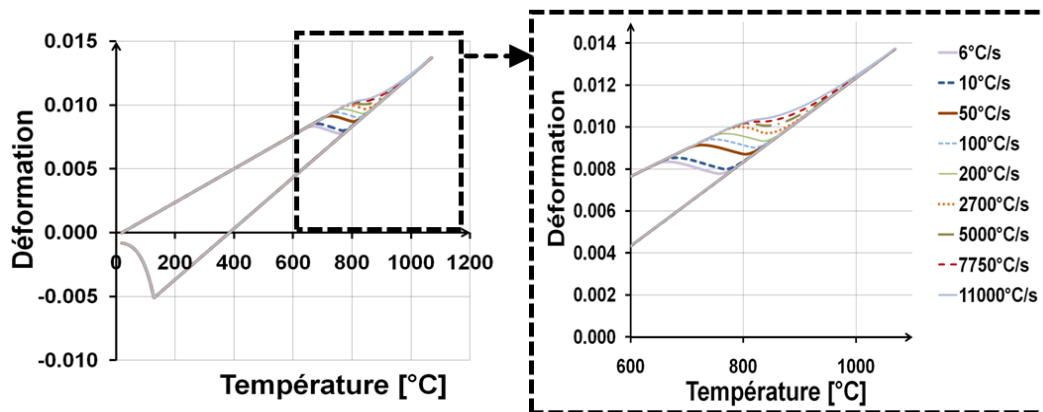 0.015
0.010
0.005
0.000
-0.005
-0.010
0
200
400
600
800
1000
1200
Déformation
Température [°C]
0.014
0.012
0.010
0.008
0.006
0.004
0.002
0.000
600
800
1000
Déformation
Température [°C]
6°C/s
10°C/s
50°C/s
100°C/s
200°C/s
2700°C/s
5000°C/s
7750°C/s
11000°C/s